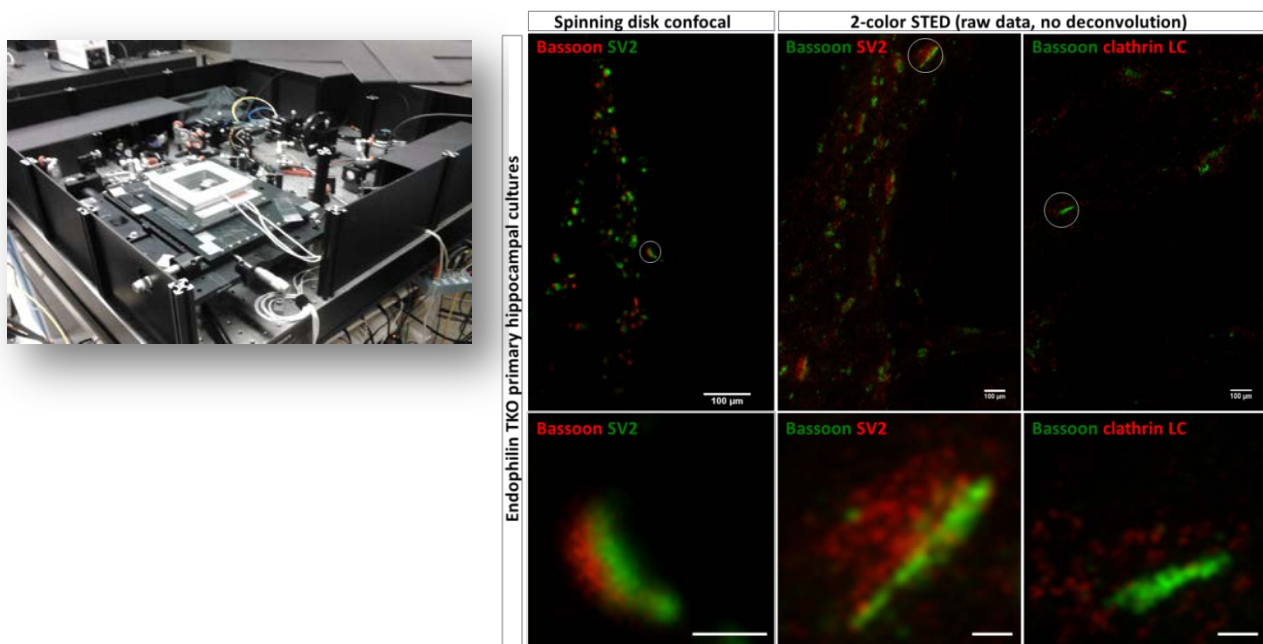 Spinning disk confocal
2-color STED (raw data, no deconvolution)
Endophilin TKO primary hippocampal cultures
Bassoon SV2
Bassoon SV2
Bassoon clathrin LC
100 µm
100 µm
100 µm
Bassoon SV2
Bassoon SV2
Bassoon clathrin LC